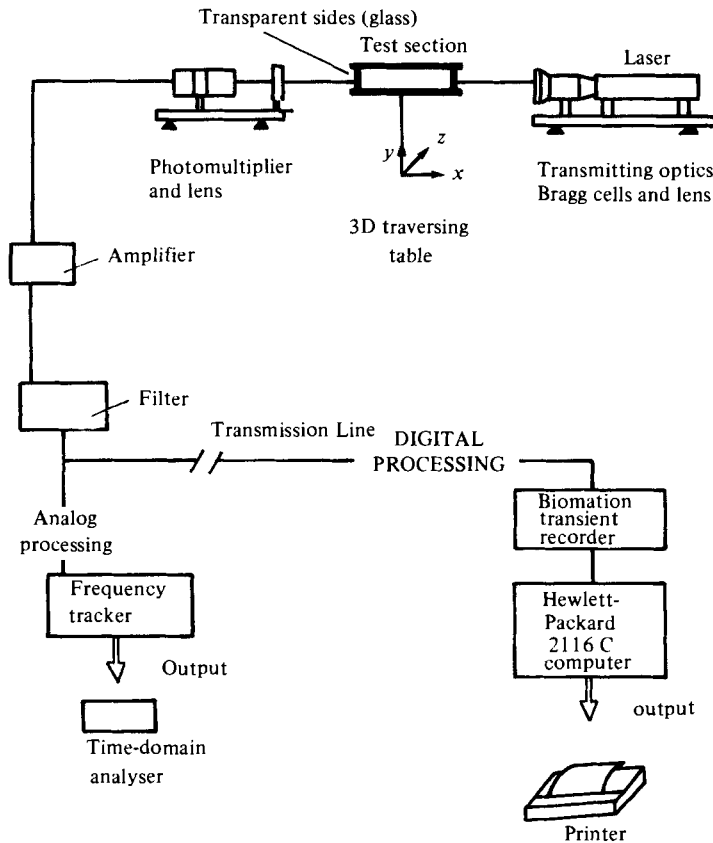 Transparent sides (glass)
Test section
Laser
Photomultiplier
and lens
y
z
x
Transmitting optics
Bragg cells and lens
3D traversing
table
Amplifier
Filter
Transmission Line
DIGITAL
PROCESSING
Analog
processing
Biomation
transient
recorder
Frequency
tracker
Hewlett-
Packard
2116 C
computer
Output
output
Time-domain
analyser
Printer